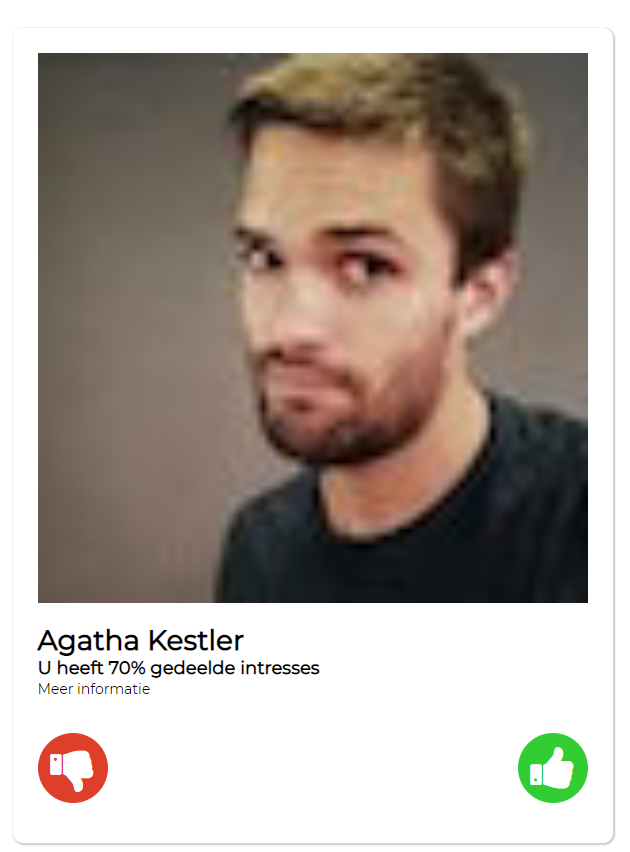 Agatha Kestler
U heeft 70% gedeelde intresses
Meer informatie